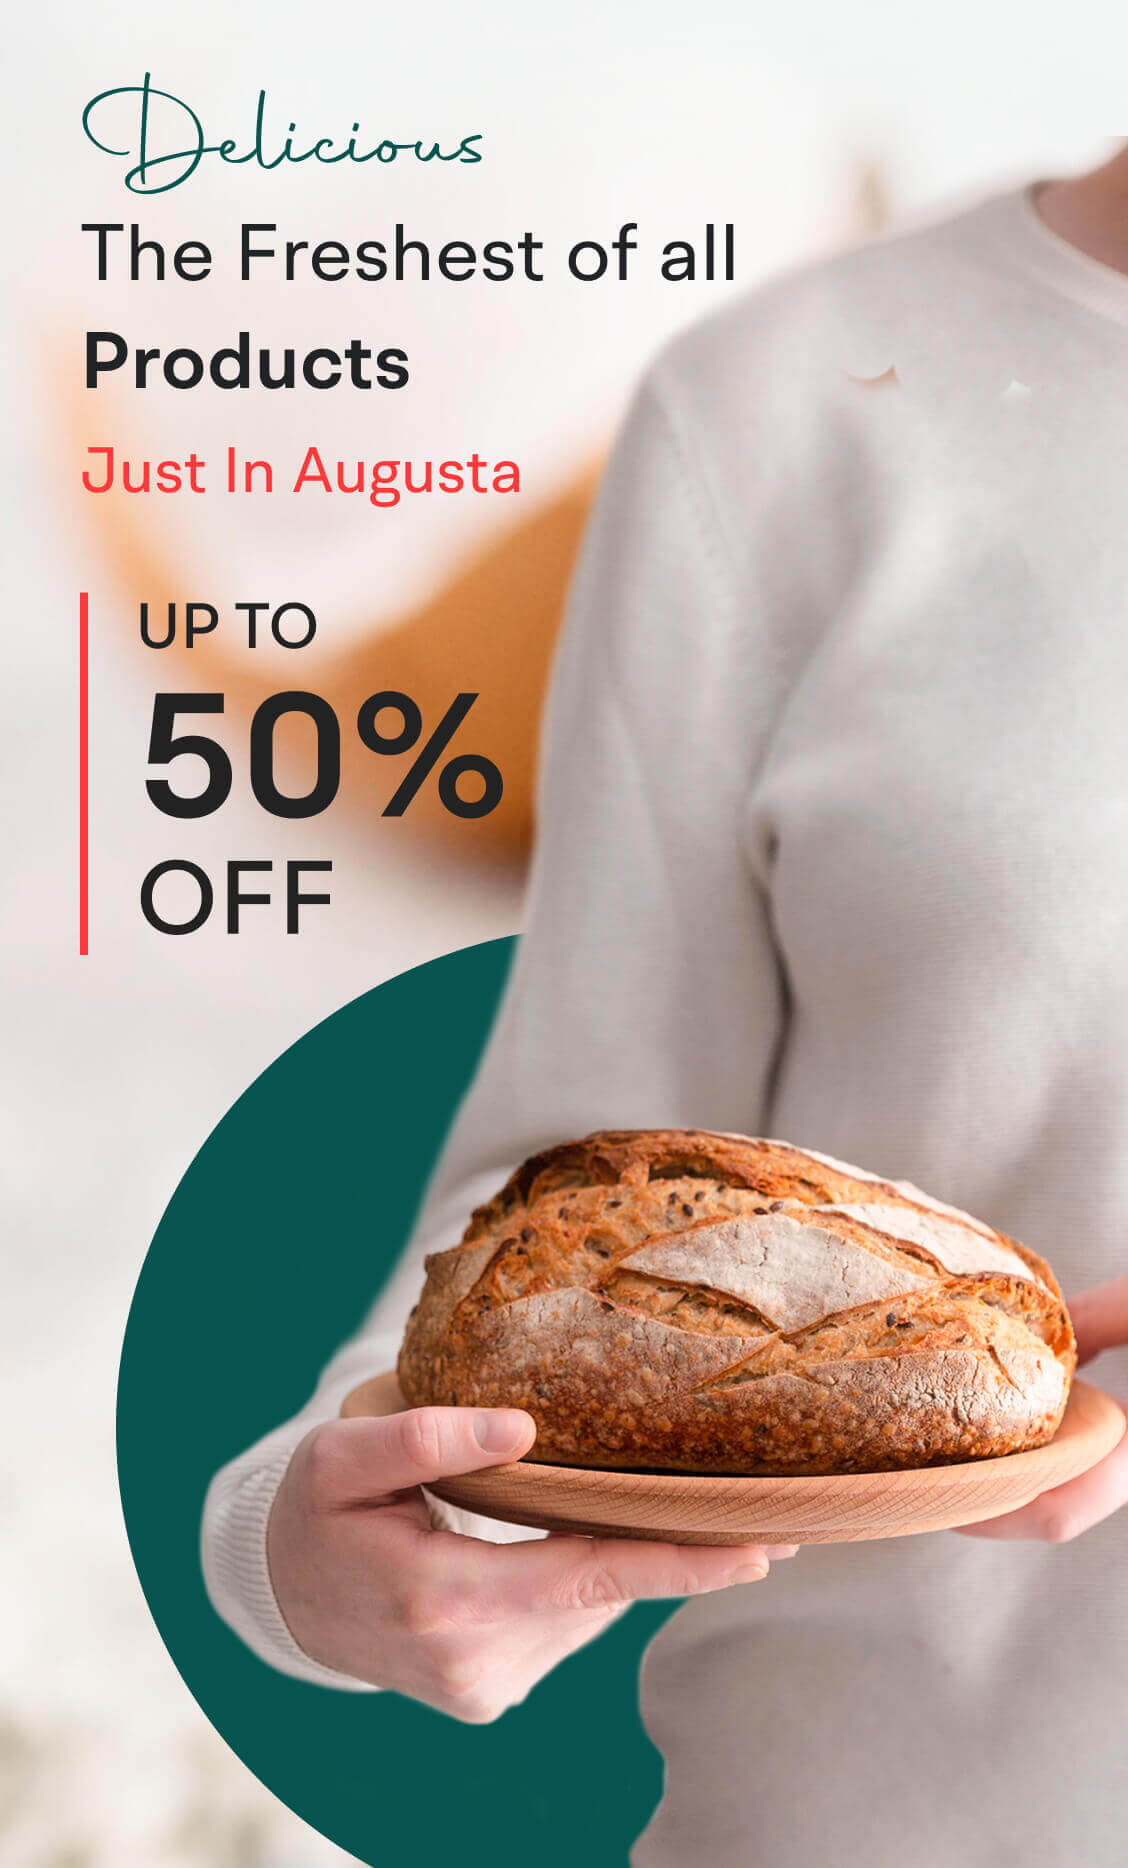 Delicious
The Freshest of all
Products
Just In Augusta
UP TO
50%
OFF